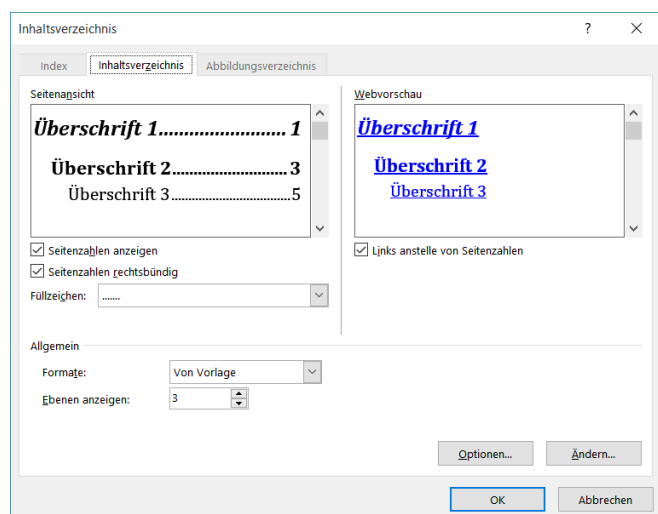 Inhaltsverzeichnis ? ×
Index Inhaltsverzeichnis Abbildungsverzeichnis
Seitenansicht
Überschrift 1........................ 1
Überschrift 2...................... 3
Überschrift 3...................... 5
Webvorschau
Überschrift 1
Überschrift 2
Überschrift 3
Seitenzahlen anzeigen
Seitenzahlen rechtsbündig
Füllzeichen: .......
Links anstelle von Seitenzahlen
Allgemein
Formate: Von Vorlage
Ebenen anzeigen: 3
Optionen... Ändern...
OK Abbrechen